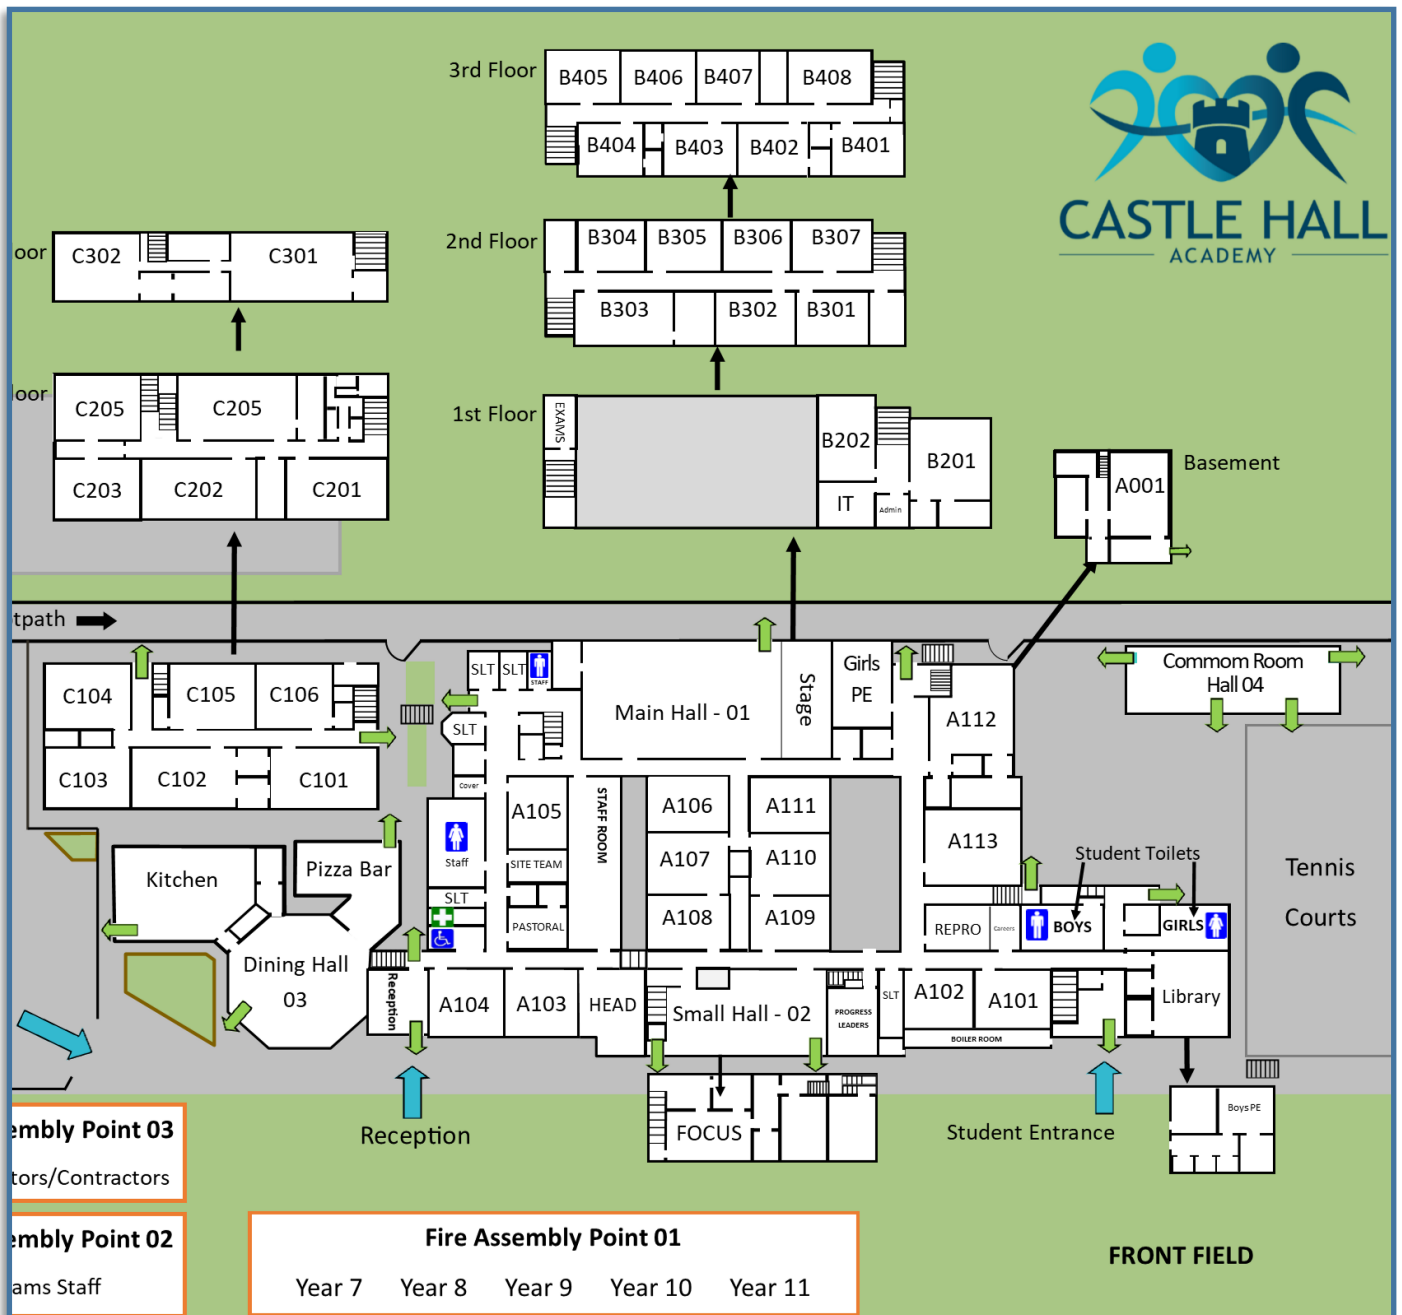 3rd Floor
B405
B406
B407
B408
B404
B403
B402
B401
CASTLE HALL
ACADEMY
2nd Floor
B304
B305
B306
B307
B303
B302
B301
oor
C302
C301
loor
C205
C205
C203
C202
C201
1st Floor
EXAMS
B202
IT
Admin
B201
Basement
A001
tpath
C104
C105
C106
C103
C102
C101
SLT
SLT
STAFF
SLT
Cover
Main Hall - 01
Stage
Girls
PE
A112
Commom Room
Hall 04
A105
STAFF ROOM
A106
A111
A107
A110
A108
A109
A113
Staff
SITE TEAM
SLT
PASTORAL
Student Toilets
Tennis
Courts
Kitchen
Pizza Bar
Dining Hall
03
REPRO
Careers
BOYS
GIRLS
Reception
A104
A103
HEAD
Small Hall - 02
PROGRESS
LEADERS
SLT
A102
A101
BOILER ROOM
Library
FOCUS
Boys PE
Reception
Student Entrance
embly Point 03
tors/Contractors
embly Point 02
ams Staff
Fire Assembly Point 01
Year 7 Year 8 Year 9 Year 10 Year 11
FRONT FIELD